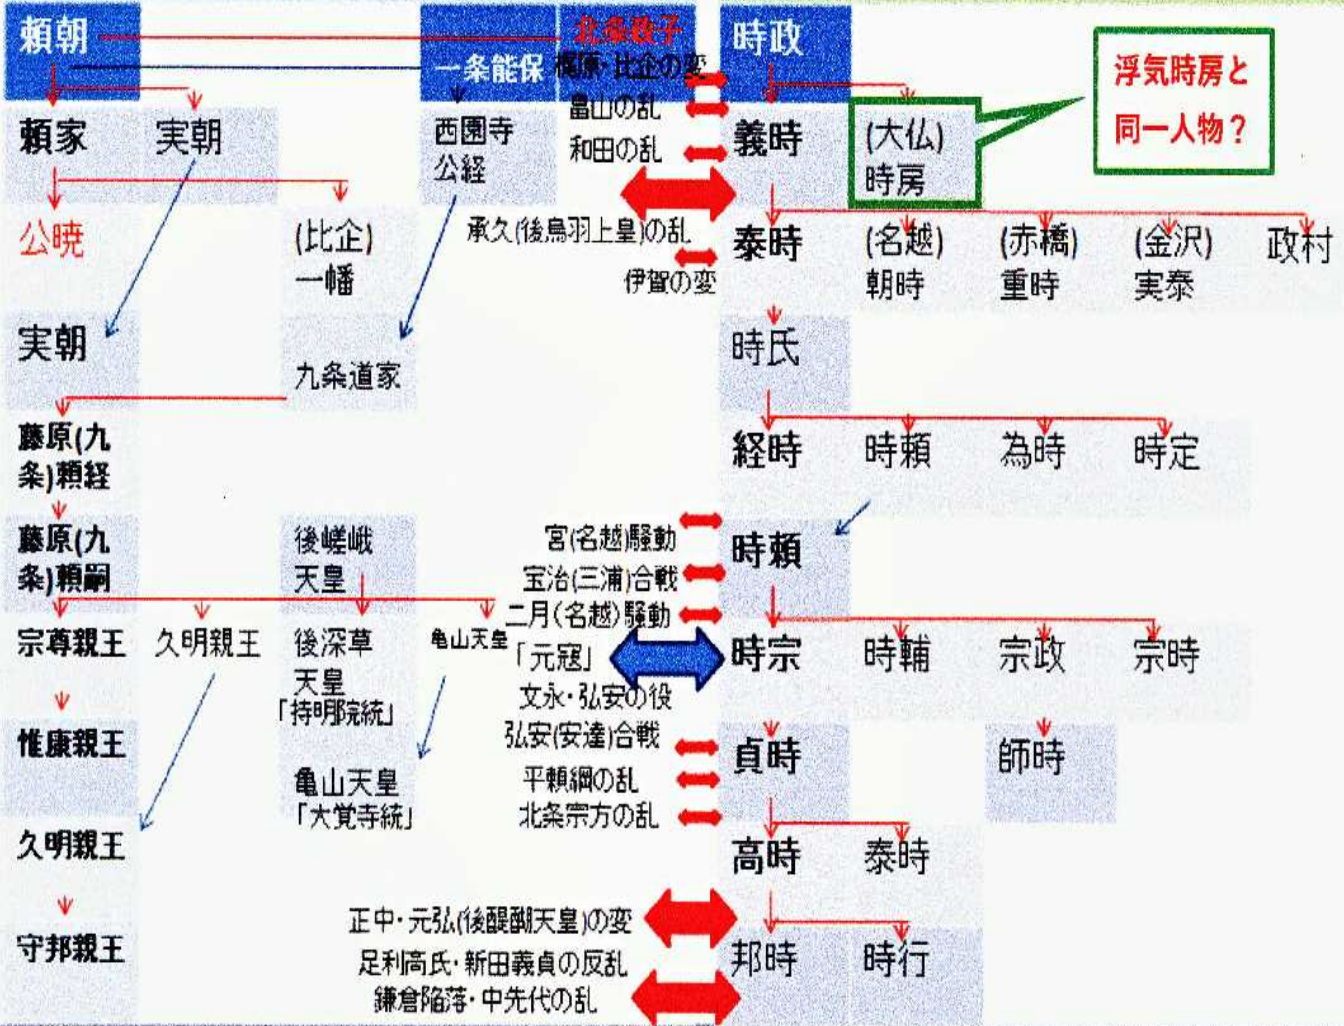 頼朝
北条政子
時政
一条能保
梶原・比企の変
浮気時房と
同一人物？
畠山の乱
頼家
実朝
西園寺
公経
和田の乱
義時
(大仏)
時房
公暁
(比企)
一幡
承久(後鳥羽上皇)の乱
伊賀の変
泰時
(名越)
朝時
(赤橋)
重時
(金沢)
実泰
政村
実朝
九条道家
時氏
藤原(九
条)頼経
経時
時頼
為時
時定
藤原(九
条)頼嗣
後嵯峨
天皇
宮(名越)騒動
宝治(三浦)合戦
二月(名越)騒動
時頼
宗尊親王
久明親王
後深草
天皇
「持明院統」
亀山天皇
「元寇」
文永・弘安の役
時宗
時輔
宗政
宗時
惟康親王
亀山天皇
「大覚寺統」
弘安(安達)合戦
平頼綱の乱
北条宗方の乱
貞時
師時
久明親王
高時
泰時
守邦親王
正中・元弘(後醍醐天皇)の変
足利高氏・新田義貞の反乱
鎌倉陥落・中先代の乱
邦時
時行